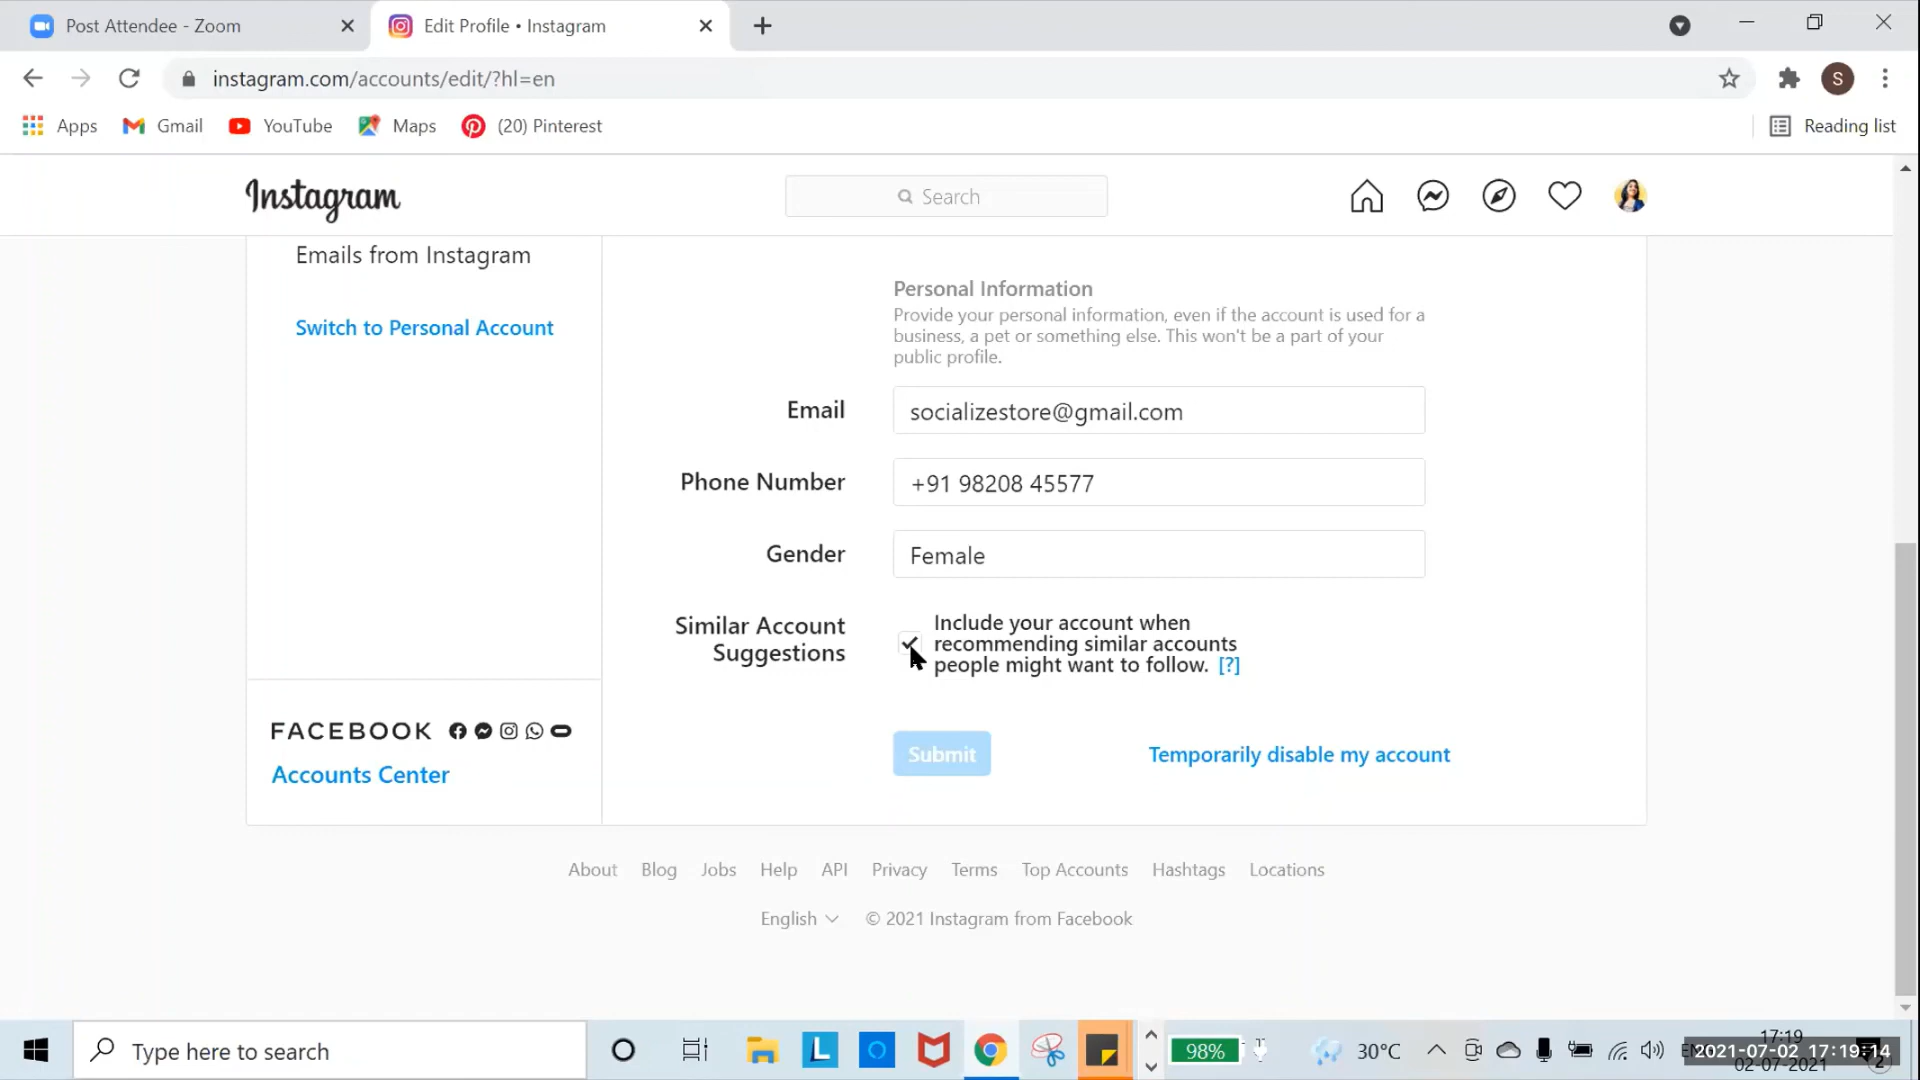 Post Attendee - Zoom
Edit Profile • Instagram
instagram.com/accounts/edit/?hl=en
S
Apps
Gmail
YouTube
Maps
(20) Pinterest
Reading list
Instagram
Search
Emails from Instagram
Switch to Personal Account
Personal Information
Provide your personal information, even if the account is used for a
business, a pet or something else. This won't be a part of your
public profile.
Email
socializestore@gmail.com
Phone Number
+91 98208 45577
Gender
Female
Similar Account
Suggestions
Include your account when
recommending similar accounts
people might want to follow. [?]
Submit
Temporarily disable my account
FACEBOOK
Accounts Center
About Blog Jobs Help API Privacy Terms Top Accounts Hashtags Locations
English
© 2021 Instagram from Facebook
Type here to search
L
98%
30°C
17:19
2021-07-02 17:19:14
02-07-2021
2